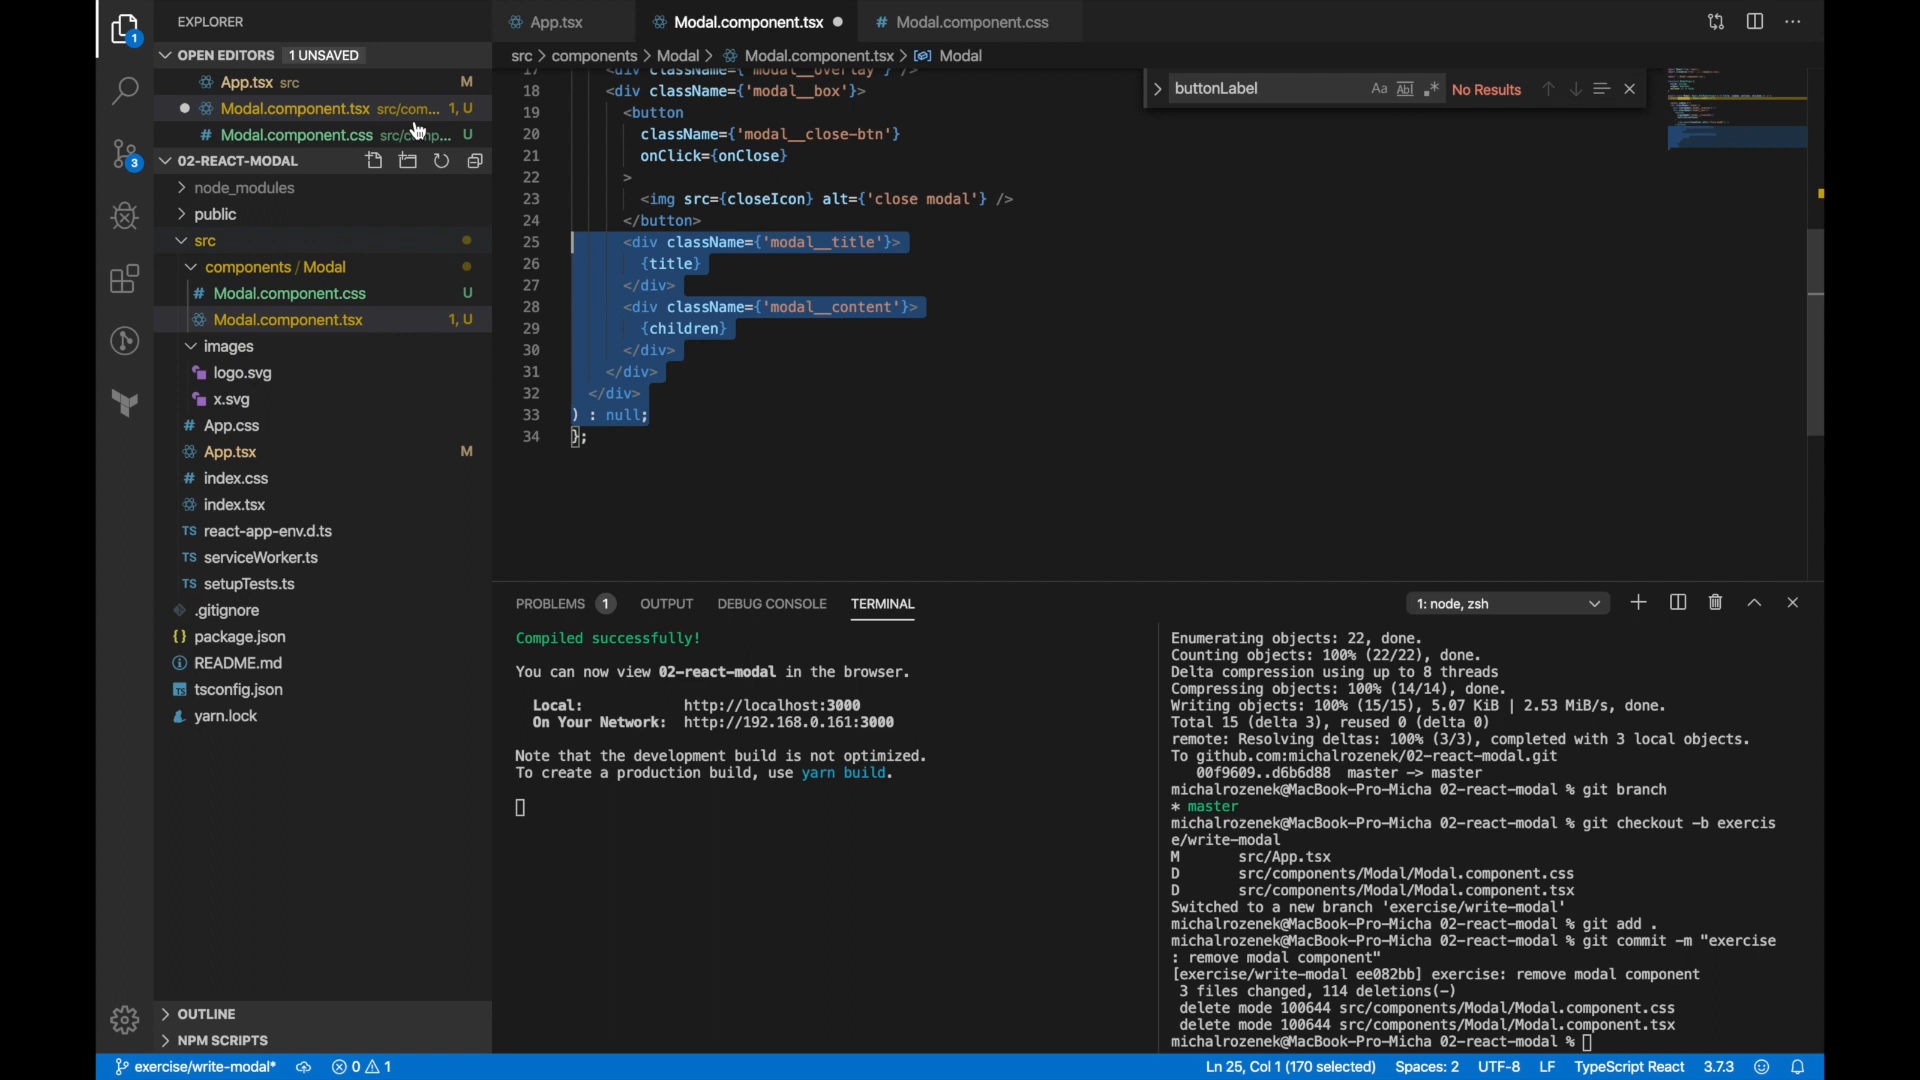 EXPLORER
OPEN EDITORS 1 UNSAVED
App.tsx src M
Modal.component.tsx src/com... 1, U
Modal.component.css U
02-REACT-MODAL
node_modules
public
src
components / Modal
Modal.component.css U
Modal.component.tsx 1, U
images
logo.svg
x.svg
App.css
App.tsx M
index.css
index.tsx
TS react-app-env.d.ts
TS serviceWorker.ts
TS setupTests.ts
.gitignore
package.json
README.md
tsconfig.json
yarn.lock
OUTLINE
NPM SCRIPTS
1
3
App.tsx
Modal.component.tsx
# Modal.component.css
src > components > Modal > Modal.component.tsx > Modal
buttonLabel Aa Abl .* No Results
17 <div className={'modal__overlay'} />
18 <div className={'modal__box'}>
19 <button
20 className={'modal__close-btn'}
21 onClick={onClose}
22 >
23 <img src={closeIcon} alt={'close modal'} />
24 </button>
25 <div className={'modal__title'}>
26 {title}
27 </div>
28 <div className={'modal__content'}>
29 {children}
30 </div>
31 </div>
32 </div>
33 ) : null;
34 };
PROBLEMS 1 OUTPUT DEBUG CONSOLE TERMINAL 1: node, zsh
Compiled successfully!
You can now view 02-react-modal in the browser.
Local: http://localhost:3000
On Your Network: http://192.168.0.161:3000
Note that the development build is not optimized.
To create a production build, use yarn build.
Enumerating objects: 22, done.
Counting objects: 100% (22/22), done.
Delta compression using up to 8 threads
Compressing objects: 100% (14/14), done.
Writing objects: 100% (15/15), 5.07 KiB | 2.53 MiB/s, done.
Total 15 (delta 3), reused 0 (delta 0)
remote: Resolving deltas: 100% (3/3), completed with 3 local objects.
To github.com:michalrozenek/02-react-modal.git
00f9609..d6b6d88 master -> master
michalrozenek@MacBook-Pro-Micha 02-react-modal % git branch
* master
michalrozenek@MacBook-Pro-Micha 02-react-modal % git checkout -b exercis
e/write-modal
M src/App.tsx
D src/components/Modal/Modal.component.css
D src/components/Modal/Modal.component.tsx
Switched to a new branch 'exercise/write-modal'
michalrozenek@MacBook-Pro-Micha 02-react-modal % git add .
michalrozenek@MacBook-Pro-Micha 02-react-modal % git commit -m "exercise
: remove modal component"
[exercise/write-modal ee082bb] exercise: remove modal component
3 files changed, 114 deletions(-)
delete mode 100644 src/components/Modal/Modal.component.css
delete mode 100644 src/components/Modal/Modal.component.tsx
michalrozenek@MacBook-Pro-Micha 02-react-modal %
exercise/write-modal* 0 1 Ln 25, Col 1 (170 selected) Spaces: 2 UTF-8 LF TypeScript React 3.7.3